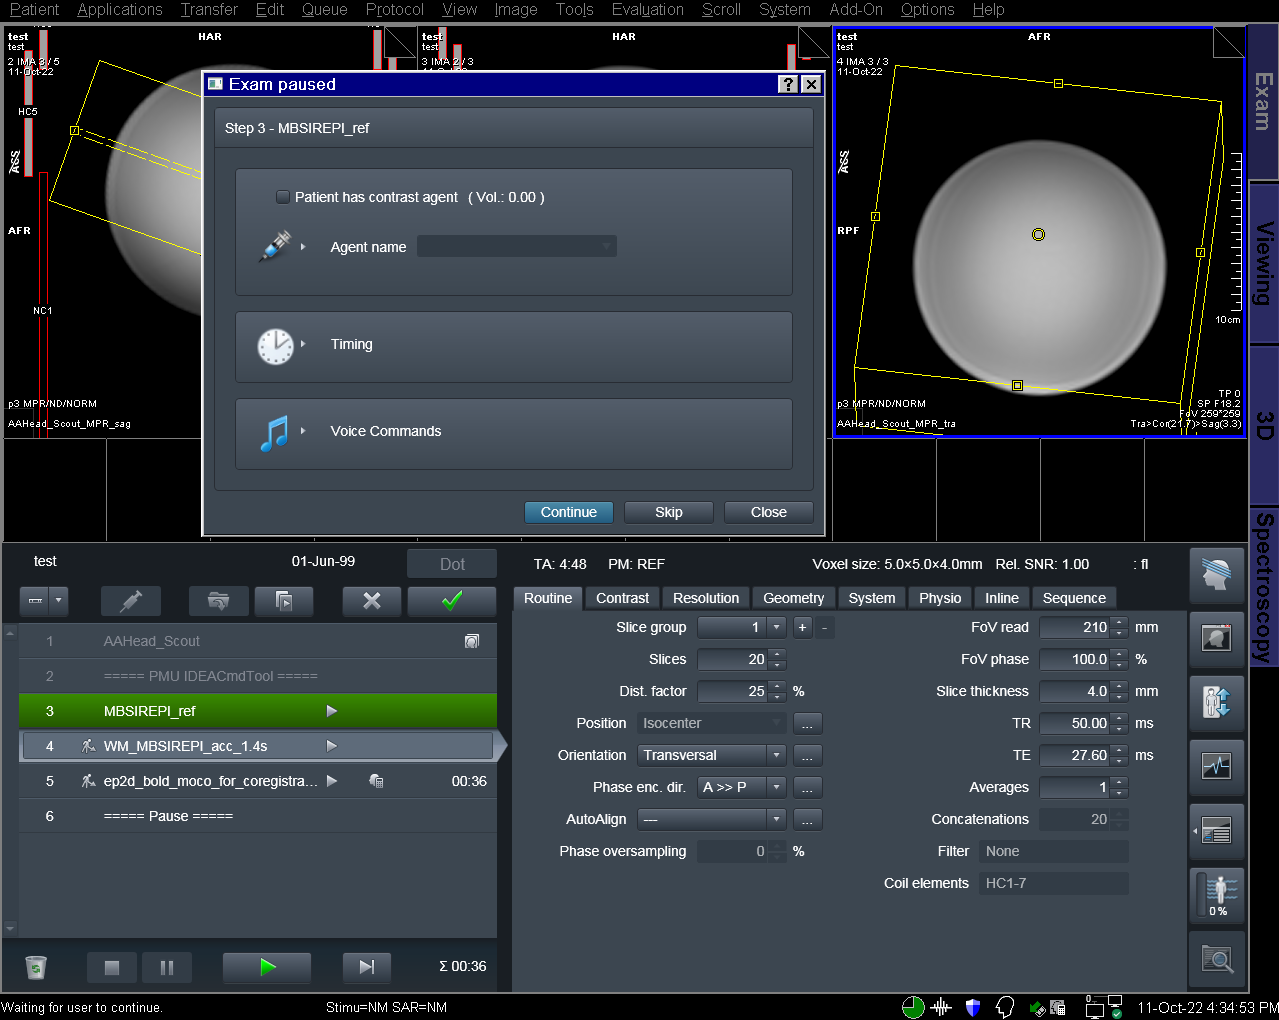 Patient Applications Transfer Edit Queue Protocol View Image Tools Evaluation Scroll System Add-On Options Help
test
test
2 IMA 3 / 5
11-Oct-22
HAR
HC5
AFR
NC1
p3 MPR/ND/NORM
AAHead_Scout_MPR_sag
test
test
3 IMA 2 / 3
HAR
test
test
4 IMA 3 / 3
11-Oct-22
AFR
RPF
10cm
p3 MPR/ND/NORM
AAHead_Scout_MPR_tra
TP 0
SP F18.2
FoV 259*259
Tra>Cor(21.7)>Sag(3.3)
Exam
Viewing
3D
Spectroscopy
Exam paused
Step 3 - MBSIREPI_ref
Patient has contrast agent ( Vol.: 0.00 )
Agent name
Timing
Voice Commands
Continue Skip Close
test 01-Jun-99 Dot
1 AAHead_Scout
2 ===== PMU IDEACmdTool =====
3 MBSIREPI_ref
4 WM_MBSIREPI_acc_1.4s
5 ep2d_bold_moco_for_coregistra... 00:36
6 ===== Pause =====
Σ 00:36
TA: 4:48 PM: REF Voxel size: 5.0×5.0×4.0mm Rel. SNR: 1.00 : fl
Routine Contrast Resolution Geometry System Physio Inline Sequence
Slice group 1 + -
Slices 20
Dist. factor 25 %
Position Isocenter ...
Orientation Transversal ...
Phase enc. dir. A >> P ...
AutoAlign --- ...
Phase oversampling 0 %
FoV read 210 mm
FoV phase 100.0 %
Slice thickness 4.0 mm
TR 50.00 ms
TE 27.60 ms
Averages 1
Concatenations 20
Filter None
Coil elements HC1-7
0 %
Waiting for user to continue. Stimu=NM SAR=NM 11-Oct-22 4:34:53 PM